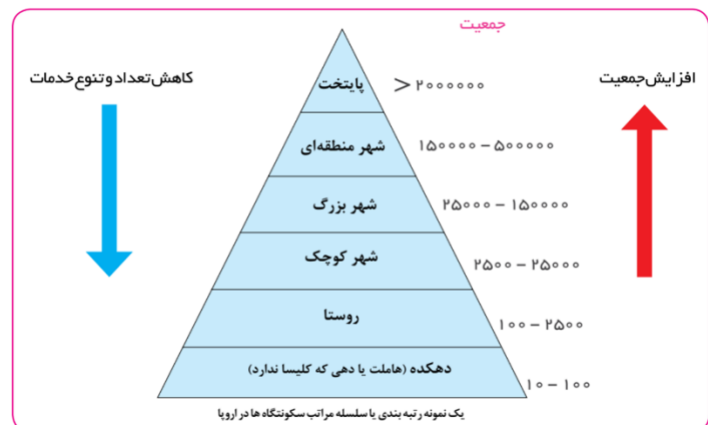 جمعیت
کاهش تعداد و تنوع خدمات
افزایش جمعیت
پایتخت
> ۲۰۰۰۰۰۰
شهر منطقه‌ای
۱۵۰۰۰۰ – ۵۰۰۰۰۰
شهر بزرگ
۲۵۰۰۰ – ۱۵۰۰۰۰
شهر کوچک
۲۵۰۰ – ۲۵۰۰۰
روستا
۱۰۰ – ۲۵۰۰
دهکده (هاملت یا دهی که کلیسا ندارد)
۱۰ – ۱۰۰
یک نمونه رتبه بندی یا سلسله مراتب سکونتگاه ها در اروپا